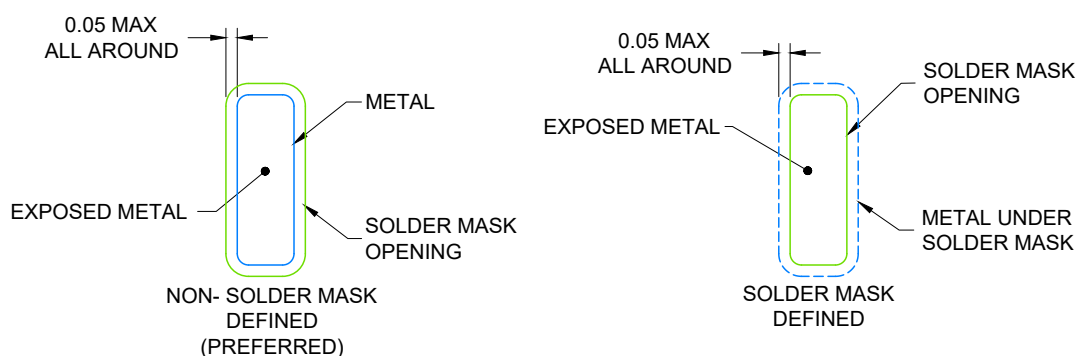 0.05 MAX
ALL AROUND
METAL
EXPOSED METAL
SOLDER MASK
OPENING
NON- SOLDER MASK
DEFINED
(PREFERRED)
0.05 MAX
ALL AROUND
SOLDER MASK
OPENING
EXPOSED METAL
METAL UNDER
SOLDER MASK
SOLDER MASK
DEFINED